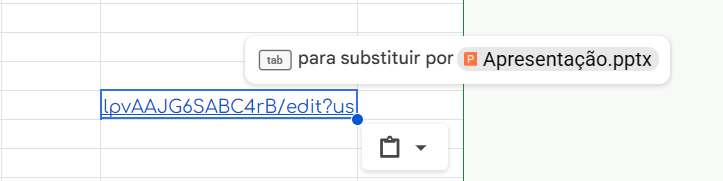 tab para substituir por P Apresentação.pptx
lpvAAJG6SABC4rB/edit?us